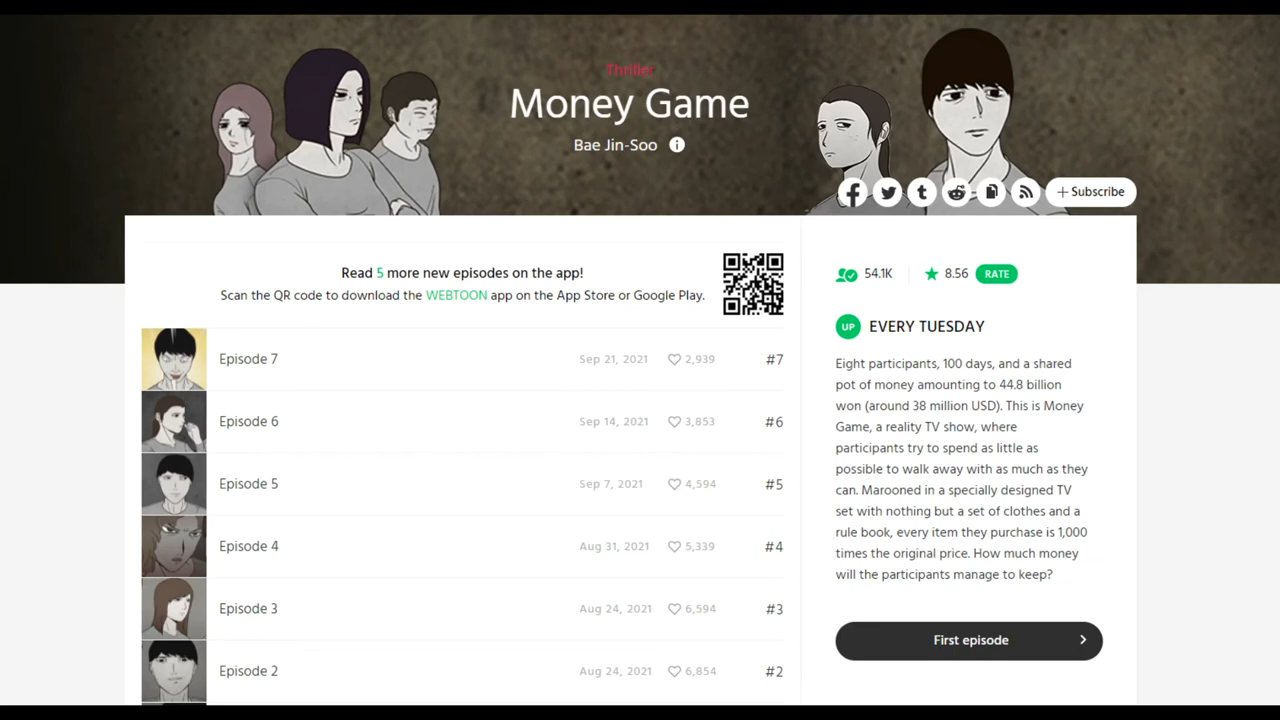 Thriller
Money Game
Bae Jin-Soo i
+ Subscribe
Read 5 more new episodes on the app!
Scan the QR code to download the WEBTOON app on the App Store or Google Play.
Episode 7 Sep 21, 2021 2,939 #7
Episode 6 Sep 14, 2021 3,853 #6
Episode 5 Sep 7, 2021 4,594 #5
Episode 4 Aug 31, 2021 5,339 #4
Episode 3 Aug 24, 2021 6,594 #3
Episode 2 Aug 24, 2021 6,854 #2
54.1K 8.56 RATE
UP EVERY TUESDAY
Eight participants, 100 days, and a shared
pot of money amounting to 44.8 billion
won (around 38 million USD). This is Money
Game, a reality TV show, where
participants try to spend as little as
possible to walk away with as much as they
can. Marooned in a specially designed TV
set with nothing but a set of clothes and a
rule book, every item they purchase is 1,000
times the original price. How much money
will the participants manage to keep?
First episode